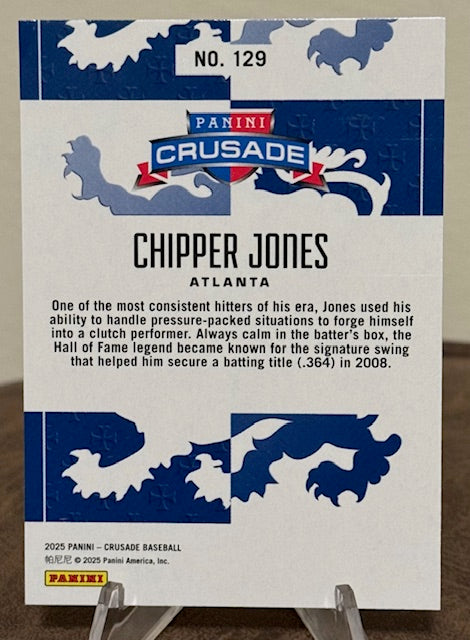 NO. 129
PANINI
CRUSADE
CHIPPER JONES
ATLANTA
One of the most consistent hitters of his era, Jones used his
ability to handle pressure-packed situations to forge himself
into a clutch performer. Always calm in the batter's box, the
Hall of Fame legend became known for the signature swing
that helped him secure a batting title (.364) in 2008.
2025 PANINI – CRUSADE BASEBALL
帕尼尼 © 2025 Panini America, Inc.
PANINI